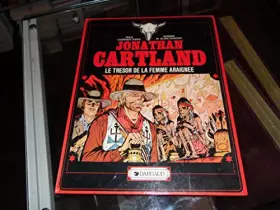 JONATHAN
CARTLAND
LE TRESOR DE LA FEMME ARAIGNEE
DARGAUD